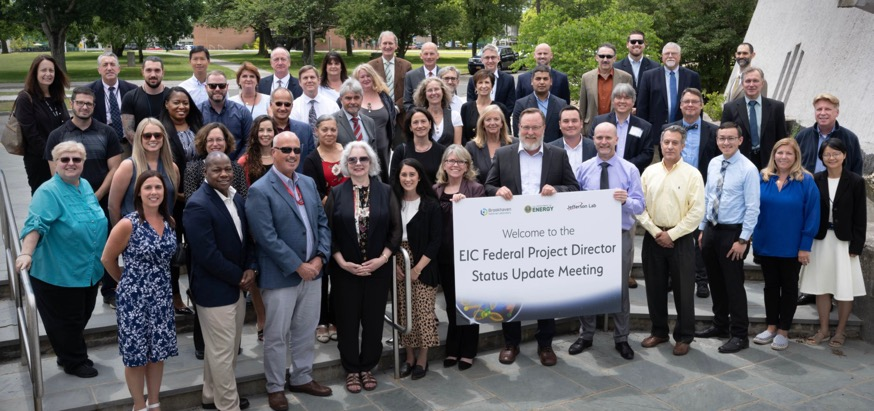 Brookhaven
ENERGY
Jefferson Lab
Welcome to the
EIC Federal Project Director
Status Update Meeting